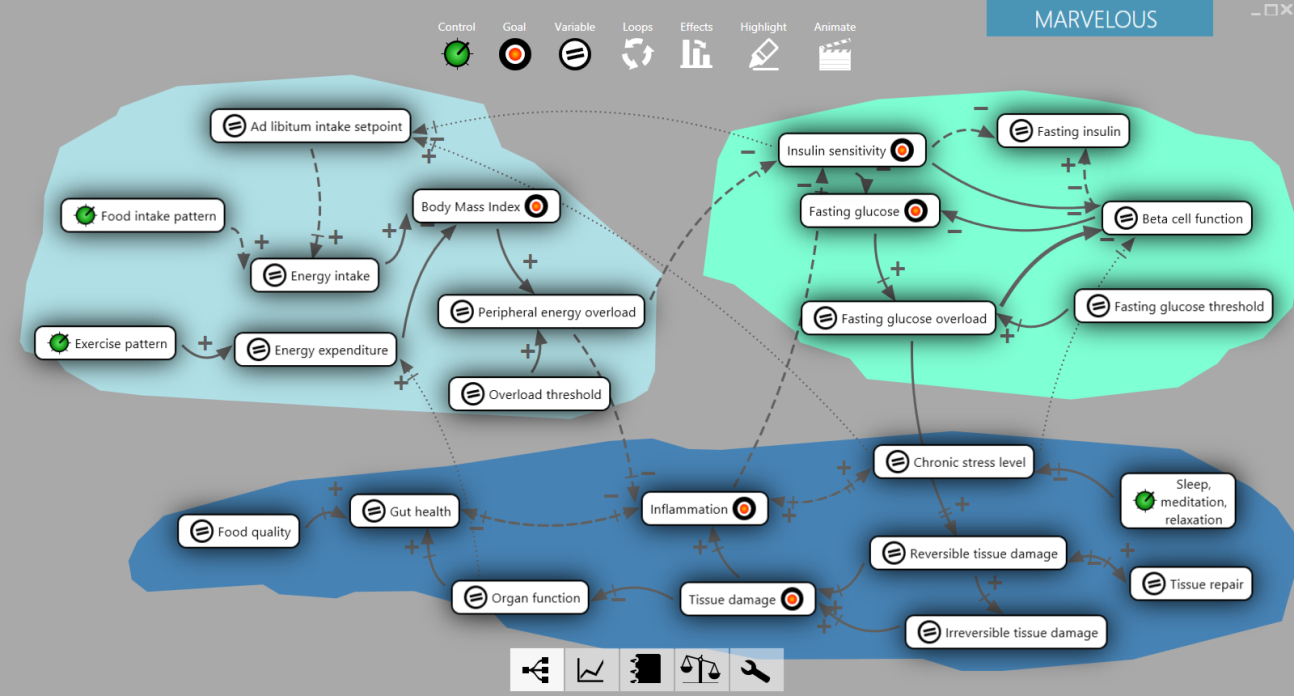 MARVELOUS
Control
Goal
Variable
Loops
Effects
Highlight
Animate
Ad libitum intake setpoint
Food intake pattern
Body Mass Index
Energy intake
Peripheral energy overload
Exercise pattern
Energy expenditure
Overload threshold
Insulin sensitivity
Fasting insulin
Fasting glucose
Beta cell function
Fasting glucose overload
Fasting glucose threshold
Chronic stress level
Sleep,
meditation,
relaxation
Gut health
Inflammation
Food quality
Reversible tissue damage
Tissue repair
Organ function
Tissue damage
Irreversible tissue damage